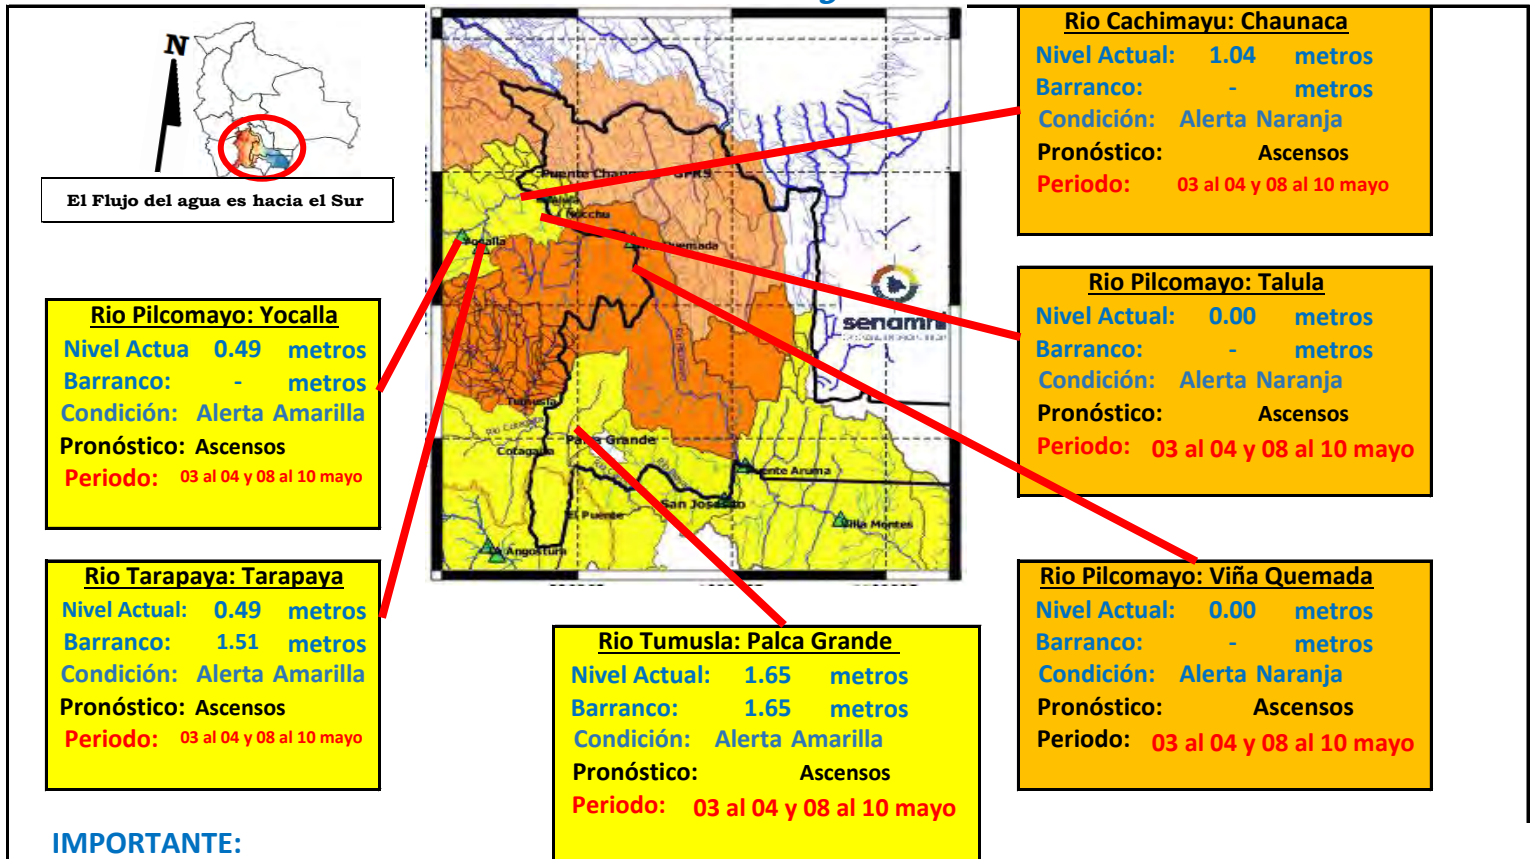 N
El Flujo del agua es hacia el Sur
Rio Pilcomayo: Yocalla
Nivel Actua 0.49 metros
Barranco: - metros
Condición: Alerta Amarilla
Pronóstico: Ascensos
Periodo: 03 al 04 y 08 al 10 mayo
Rio Tarapaya: Tarapaya
Nivel Actual: 0.49 metros
Barranco: 1.51 metros
Condición: Alerta Amarilla
Pronóstico: Ascensos
Periodo: 03 al 04 y 08 al 10 mayo
IMPORTANTE:
Puente
Yocalla
Quemada
senamhi
Tumusla
Palca Grande
Cotagaita
Puente Aruma
San Josesito
El Puente
Villa Montes
Angostura
Rio Tumusla: Palca Grande
Nivel Actual: 1.65 metros
Barranco: 1.65 metros
Condición: Alerta Amarilla
Pronóstico: Ascensos
Periodo: 03 al 04 y 08 al 10 mayo
Rio Cachimayu: Chaunaca
Nivel Actual: 1.04 metros
Barranco: - metros
Condición: Alerta Naranja
Pronóstico: Ascensos
Periodo: 03 al 04 y 08 al 10 mayo
Rio Pilcomayo: Talula
Nivel Actual: 0.00 metros
Barranco: - metros
Condición: Alerta Naranja
Pronóstico: Ascensos
Periodo: 03 al 04 y 08 al 10 mayo
Rio Pilcomayo: Viña Quemada
Nivel Actual: 0.00 metros
Barranco: - metros
Condición: Alerta Naranja
Pronóstico: Ascensos
Periodo: 03 al 04 y 08 al 10 mayo